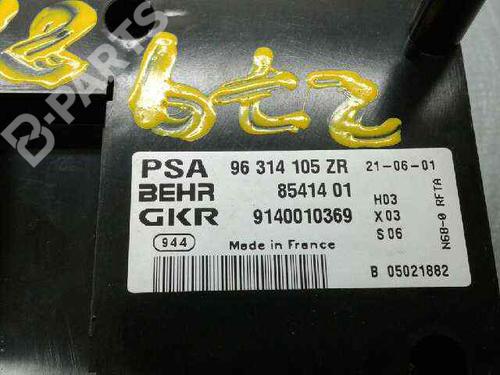 PSA 96 314 105 ZR 21-06-01
BEHR 85414 01 H03
GKR 9140010369 X03
S06
944 Made in France
B 05021882
N68-0 RFTA
B-PARTS